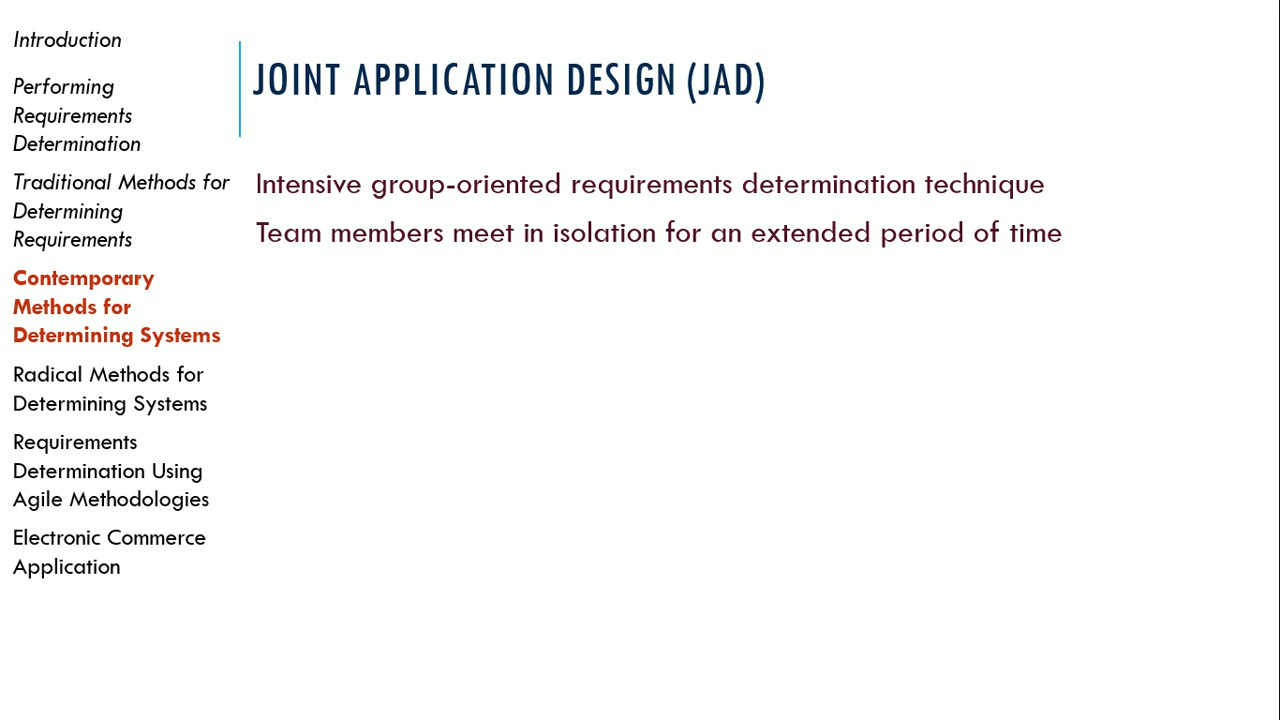 Introduction
Performing
Requirements
Determination
Traditional Methods for
Determining
Requirements
Contemporary
Methods for
Determining Systems
Radical Methods for
Determining Systems
Requirements
Determination Using
Agile Methodologies
Electronic Commerce
Application
JOINT APPLICATION DESIGN (JAD)
Intensive group-oriented requirements determination technique
Team members meet in isolation for an extended period of time